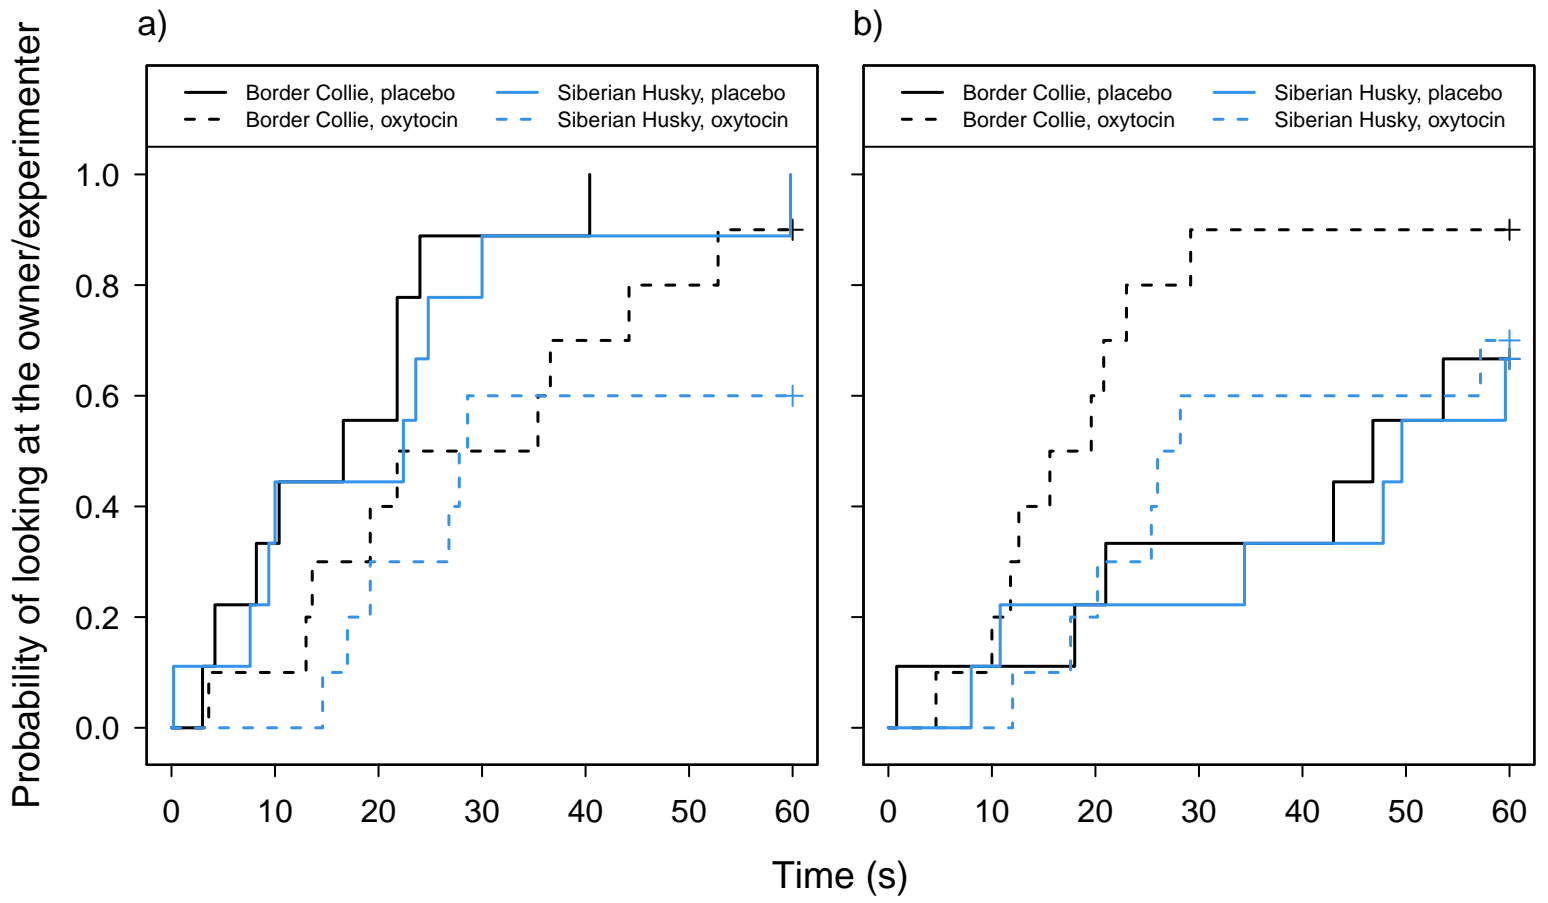 a)
b)
Border Collie, placebo
Border Collie, oxytocin
Siberian Husky, placebo
Siberian Husky, oxytocin
Border Collie, placebo
Border Collie, oxytocin
Siberian Husky, placebo
Siberian Husky, oxytocin
Probability of looking at the owner/experimenter
1.0
0.8
0.6
0.4
0.2
0.0
0 10 20 30 40 50 60
0 10 20 30 40 50 60
Time (s)